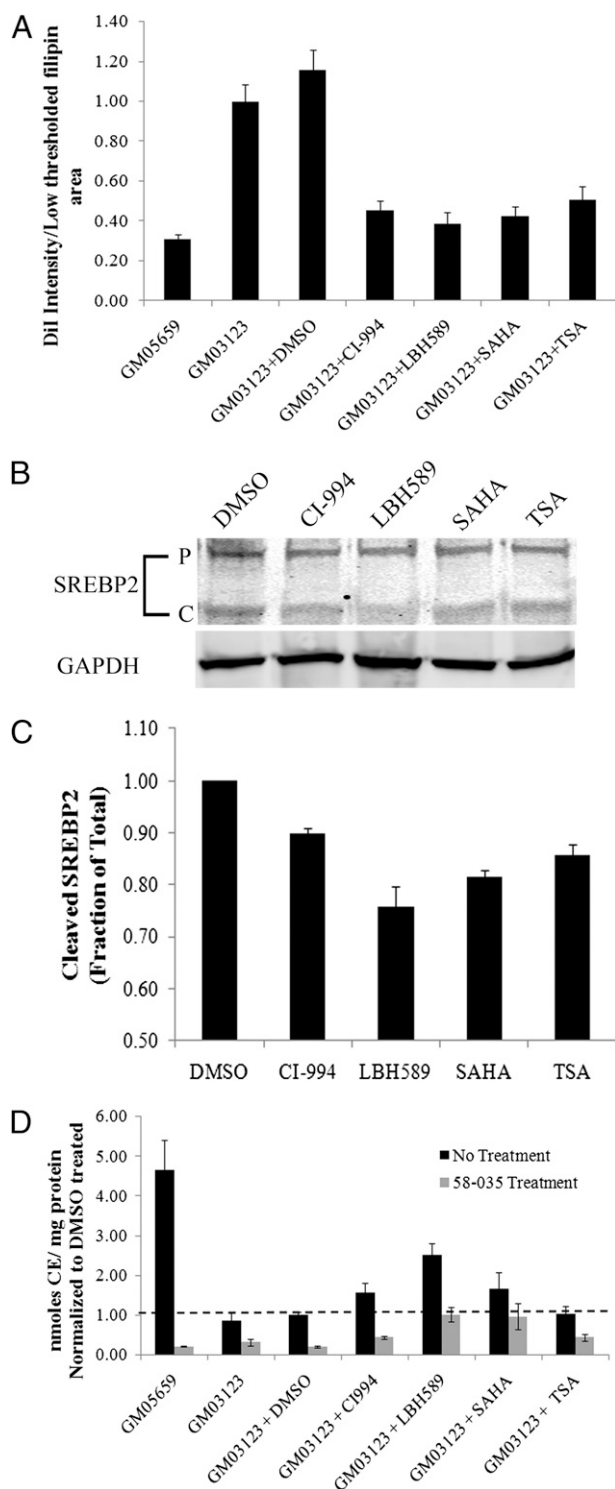 A
DiI Intensity/Low thresholded filipin
area
1.40
1.20
1.00
0.80
0.60
0.40
0.20
0.00
GM05659
GM03123
GM03123+DMSO
GM03123+CI-994
GM03123+LBH589
GM03123+SAHA
GM03123+TSA
B
DMSO
CI-994
LBH589
SAHA
TSA
SREBP2
P
C
GAPDH
C
Cleaved SREBP2
(Fraction of Total)
1.10
1.00
0.90
0.80
0.70
0.60
0.50
DMSO
CI-994
LBH589
SAHA
TSA
D
nmoles CE/ mg protein
Normalized to DMSO treated
6.00
5.00
4.00
3.00
2.00
1.00
0.00
No Treatment
58-035 Treatment
GM05659
GM03123
GM03123 + DMSO
GM03123 + CI994
GM03123 + LBH589
GM03123 + SAHA
GM03123 + TSA